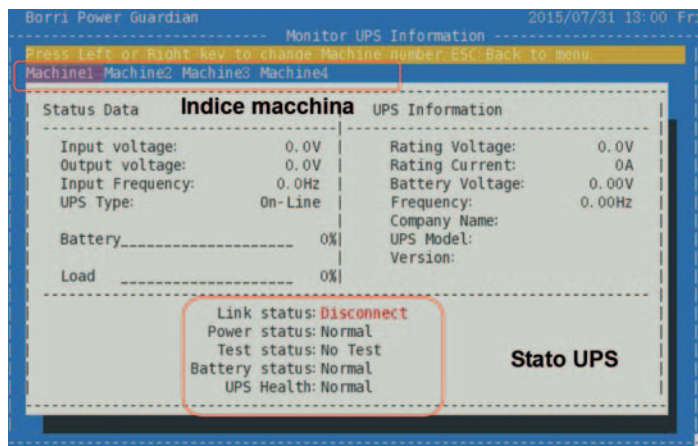 Borri Power Guardian 2015/07/31 13:00 Fri
Monitor UPS Information
Press Left or Right key to change Machine number.ESC:Back to menu.
Machine1 Machine2 Machine3 Machine4
Indice macchina
Status Data
Input voltage: 0.0V
Output voltage: 0.0V
Input Frequency: 0.0Hz
UPS Type: On-Line
Battery 0%
Load 0%
UPS Information
Rating Voltage: 0.0V
Rating Current: 0A
Battery Voltage: 0.00V
Frequency: 0.00Hz
Company Name:
UPS Model:
Version:
Link status: Disconnect
Power status: Normal
Test status: No Test
Battery status: Normal
UPS Health: Normal
Stato UPS